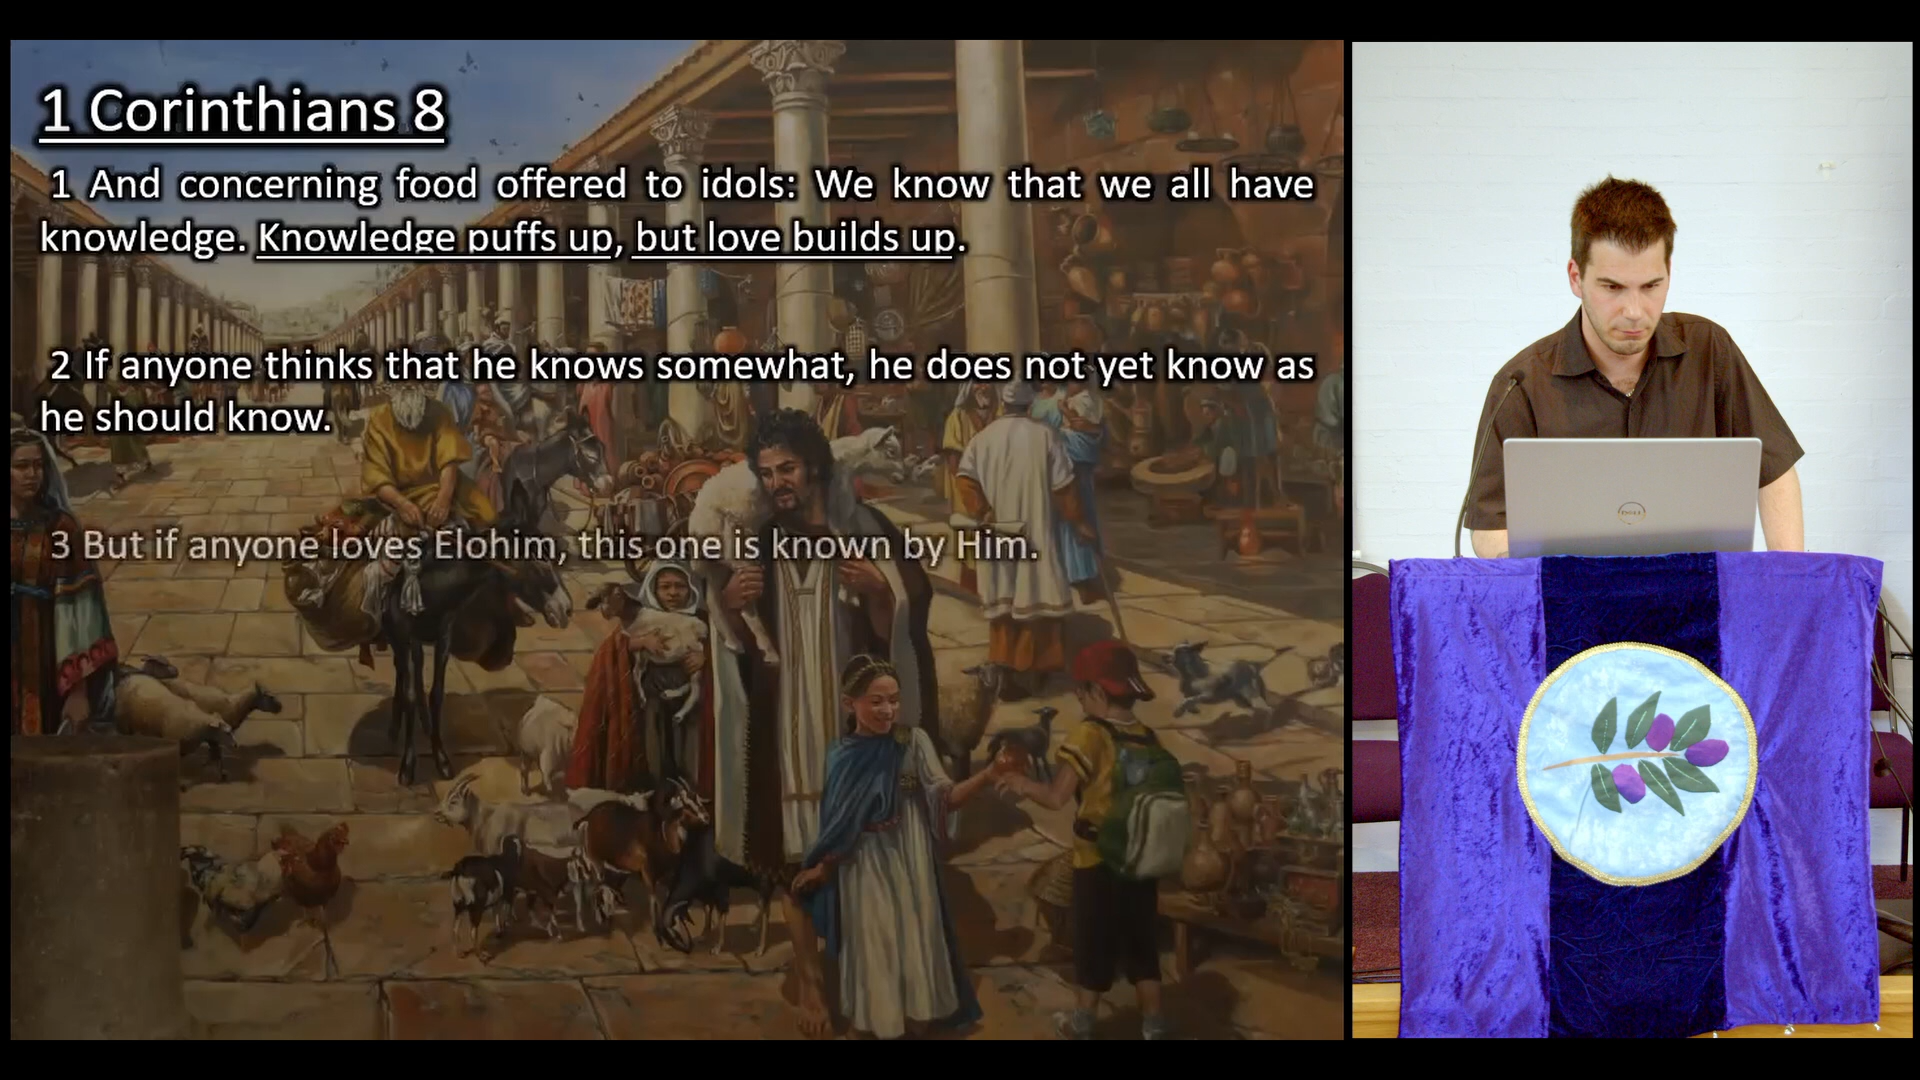 1 Corinthians 8
1 And concerning food offered to idols: We know that we all have
knowledge. Knowledge puffs up, but love builds up.
2 If anyone thinks that he knows somewhat, he does not yet know as
he should know.
3 But if anyone loves Elohim, this one is known by Him.
DELL